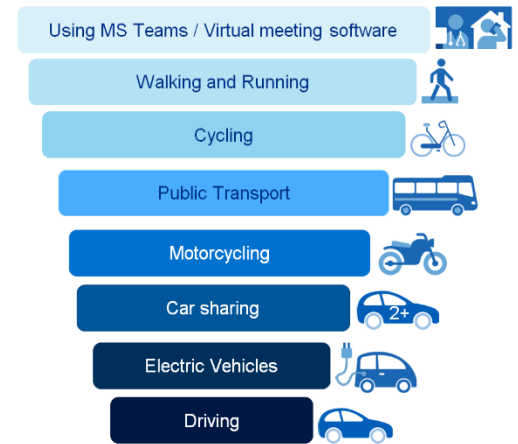 Using MS Teams / Virtual meeting software
Walking and Running
Cycling
Public Transport
Motorcycling
Car sharing
2+
Electric Vehicles
Driving